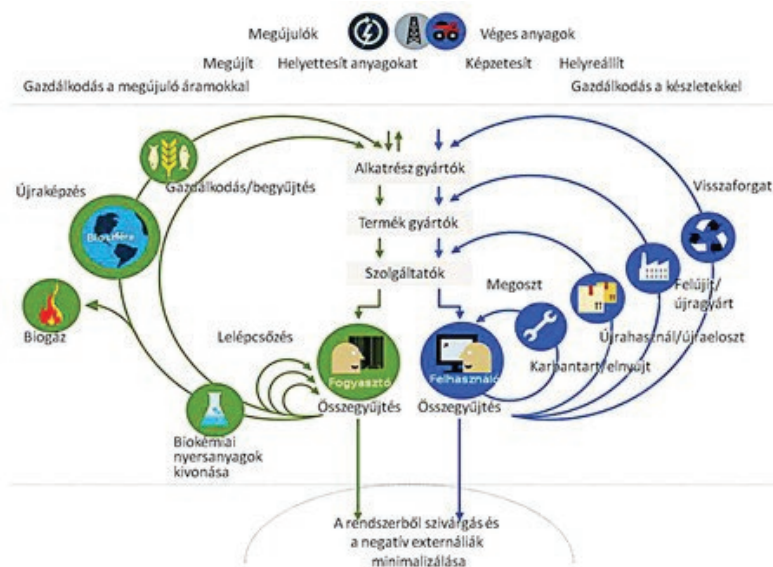 Megújulók
Véges anyagok
Megújít
Helyettesít anyagokat
Képzetesít
Helyreállít
Gazdálkodás a megújuló áramokkal
Gazdálkodás a készletekkel
Alkatrész gyártók
Gazdálkodás/begyűjtés
Újraképzés
Visszaforgat
Bioszféra
Termék gyártók
Szolgáltatók
Megoszt
Felújít/
újragyárt
Biogáz
Lelépcsőzés
Újrahasznál/újraeloszt
Karbantart/elnyújt
Fogyasztó
Felhasználó
Összegyűjtés
Összegyűjtés
Biokémiai
nyersanyagok
kivonása
A rendszerből szivárgás és
a negatív externáliák
minimalizálása